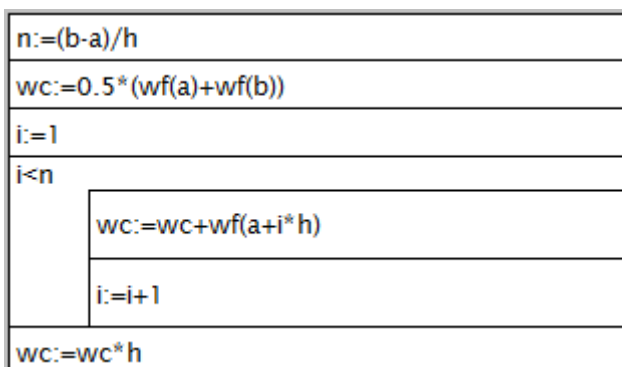 n:=(b-a)/h
wc:=0.5*(wf(a)+wf(b))
i:=1
i<n
wc:=wc+wf(a+i*h)
i:=i+1
wc:=wc*h